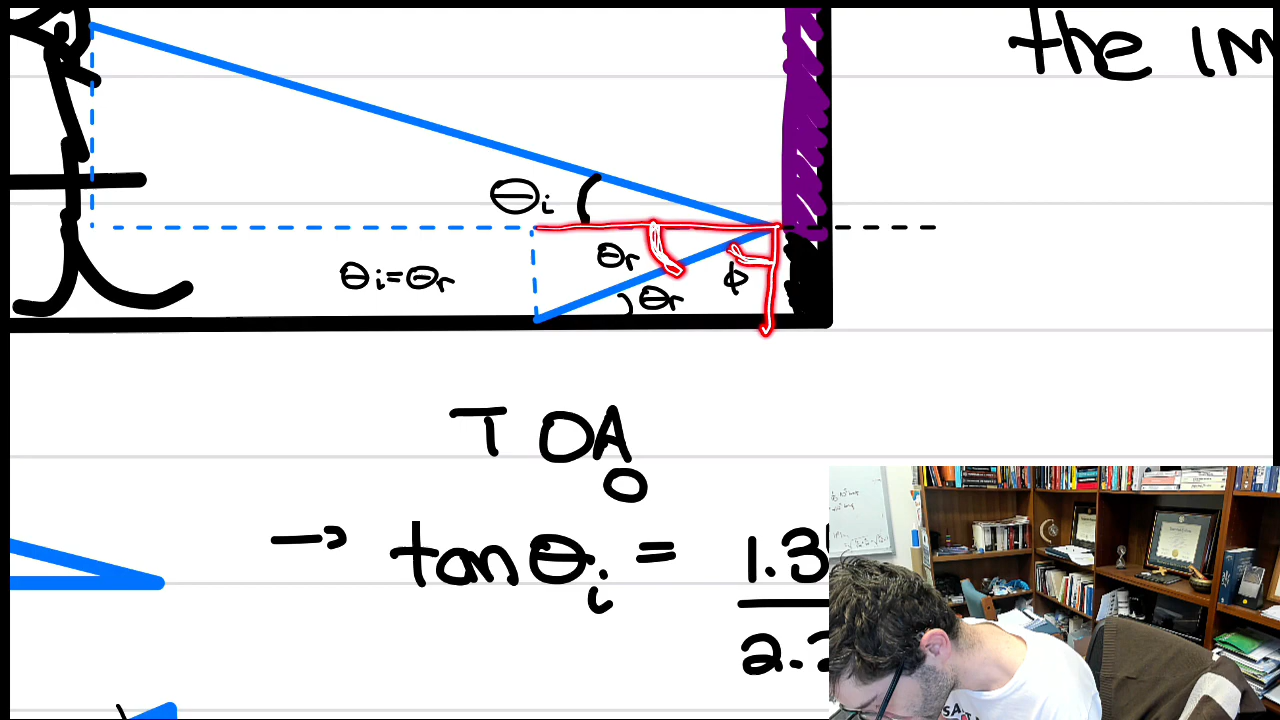 the IM
θi
θr
θi=θr
θr
ϕ
TOA
O
→ tanθi = 1.3
2.2